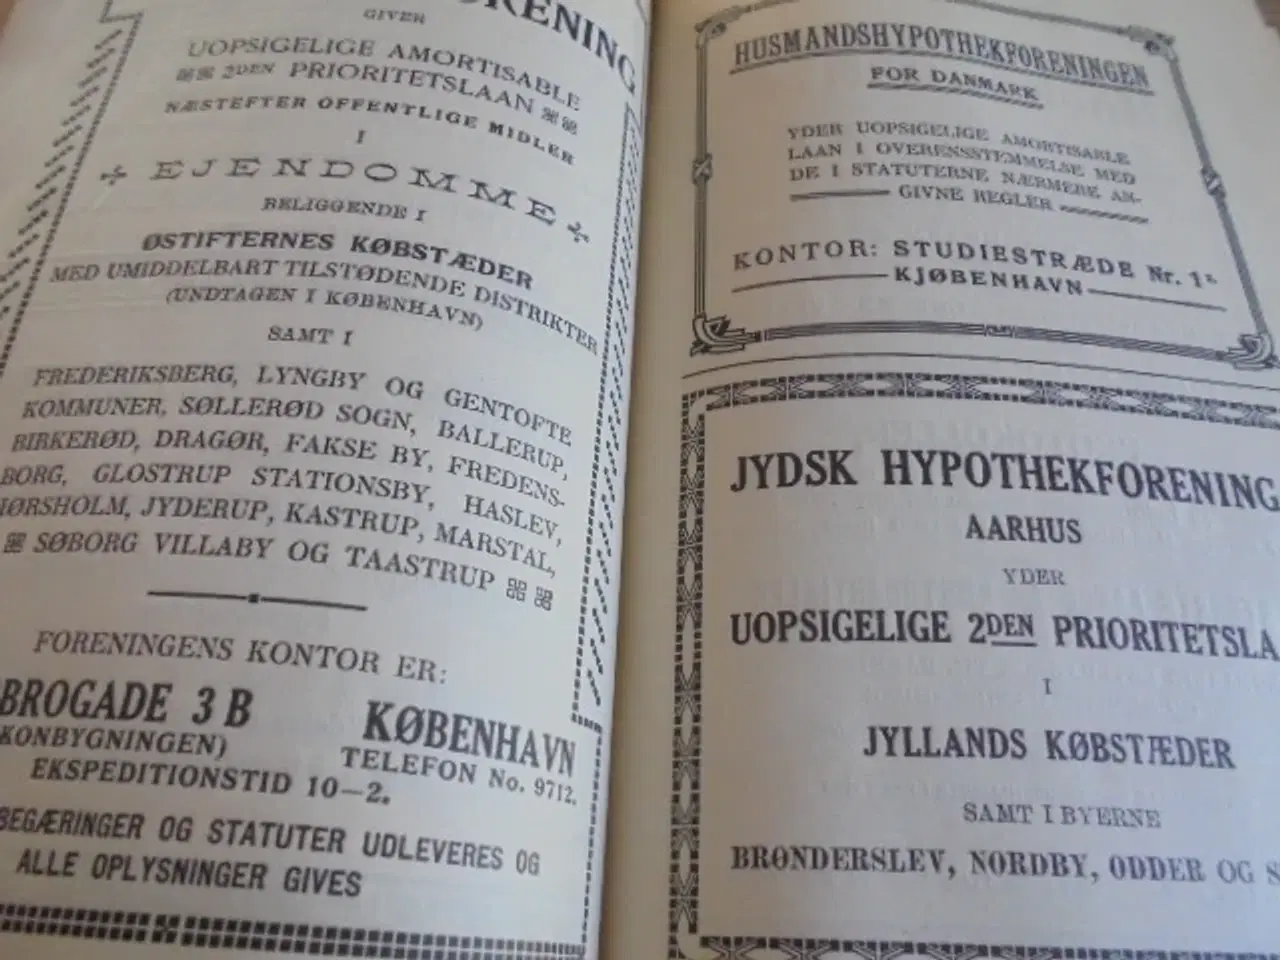 GIVER
UOPSIGELIGE AMORTISABLE
2DEN PRIORITETSLAAN
NÆSTEFTER OFFENTLIGE MIDLER
I
EJENDOMME
BELIGGENDE I
ØSTIFTERNES KØBSTÆDER
MED UMIDDELBART TILSTØDENDE DISTRIKTER
(UNDTAGEN I KØBENHAVN)
SAMT I
FREDERIKSBERG, LYNGBY OG GENTOFTE
KOMMUNER, SØLLERØD SOGN, BALLERUP,
BIRKERØD, DRAGØR, FAKSE BY, FREDENS-
BORG, GLOSTRUP STATIONSBY, HASLEV,
HØRSHOLM, JYDERUP, KASTRUP, MARSTAL,
SØBORG VILLABY OG TAASTRUP
FORENINGENS KONTOR ER:
BROGADE 3 B KØBENHAVN
KONBYGNINGEN) TELEFON No. 9712.
EKSPEDITIONSTID 10—2.
BEGÆRINGER OG STATUTER UDLEVERES OG
ALLE OPLYSNINGER GIVES
HUSMANDSHYPOTHEKFORENINGEN
FOR DANMARK
YDER UOPSIGELIGE AMORTISABLE
LAAN I OVERENSSTEMMELSE MED
DE I STATUTERNE NÆRMERE AN-
GIVNE REGLER
KONTOR: STUDIESTRÆDE Nr. 1
KJØBENHAVN
JYDSK HYPOTHEKFORENING
AARHUS
YDER
UOPSIGELIGE 2DEN PRIORITETSLA
I
JYLLANDS KØBSTÆDER
SAMT I BYERNE
BRØNDERSLEV, NORDBY, ODDER OG S